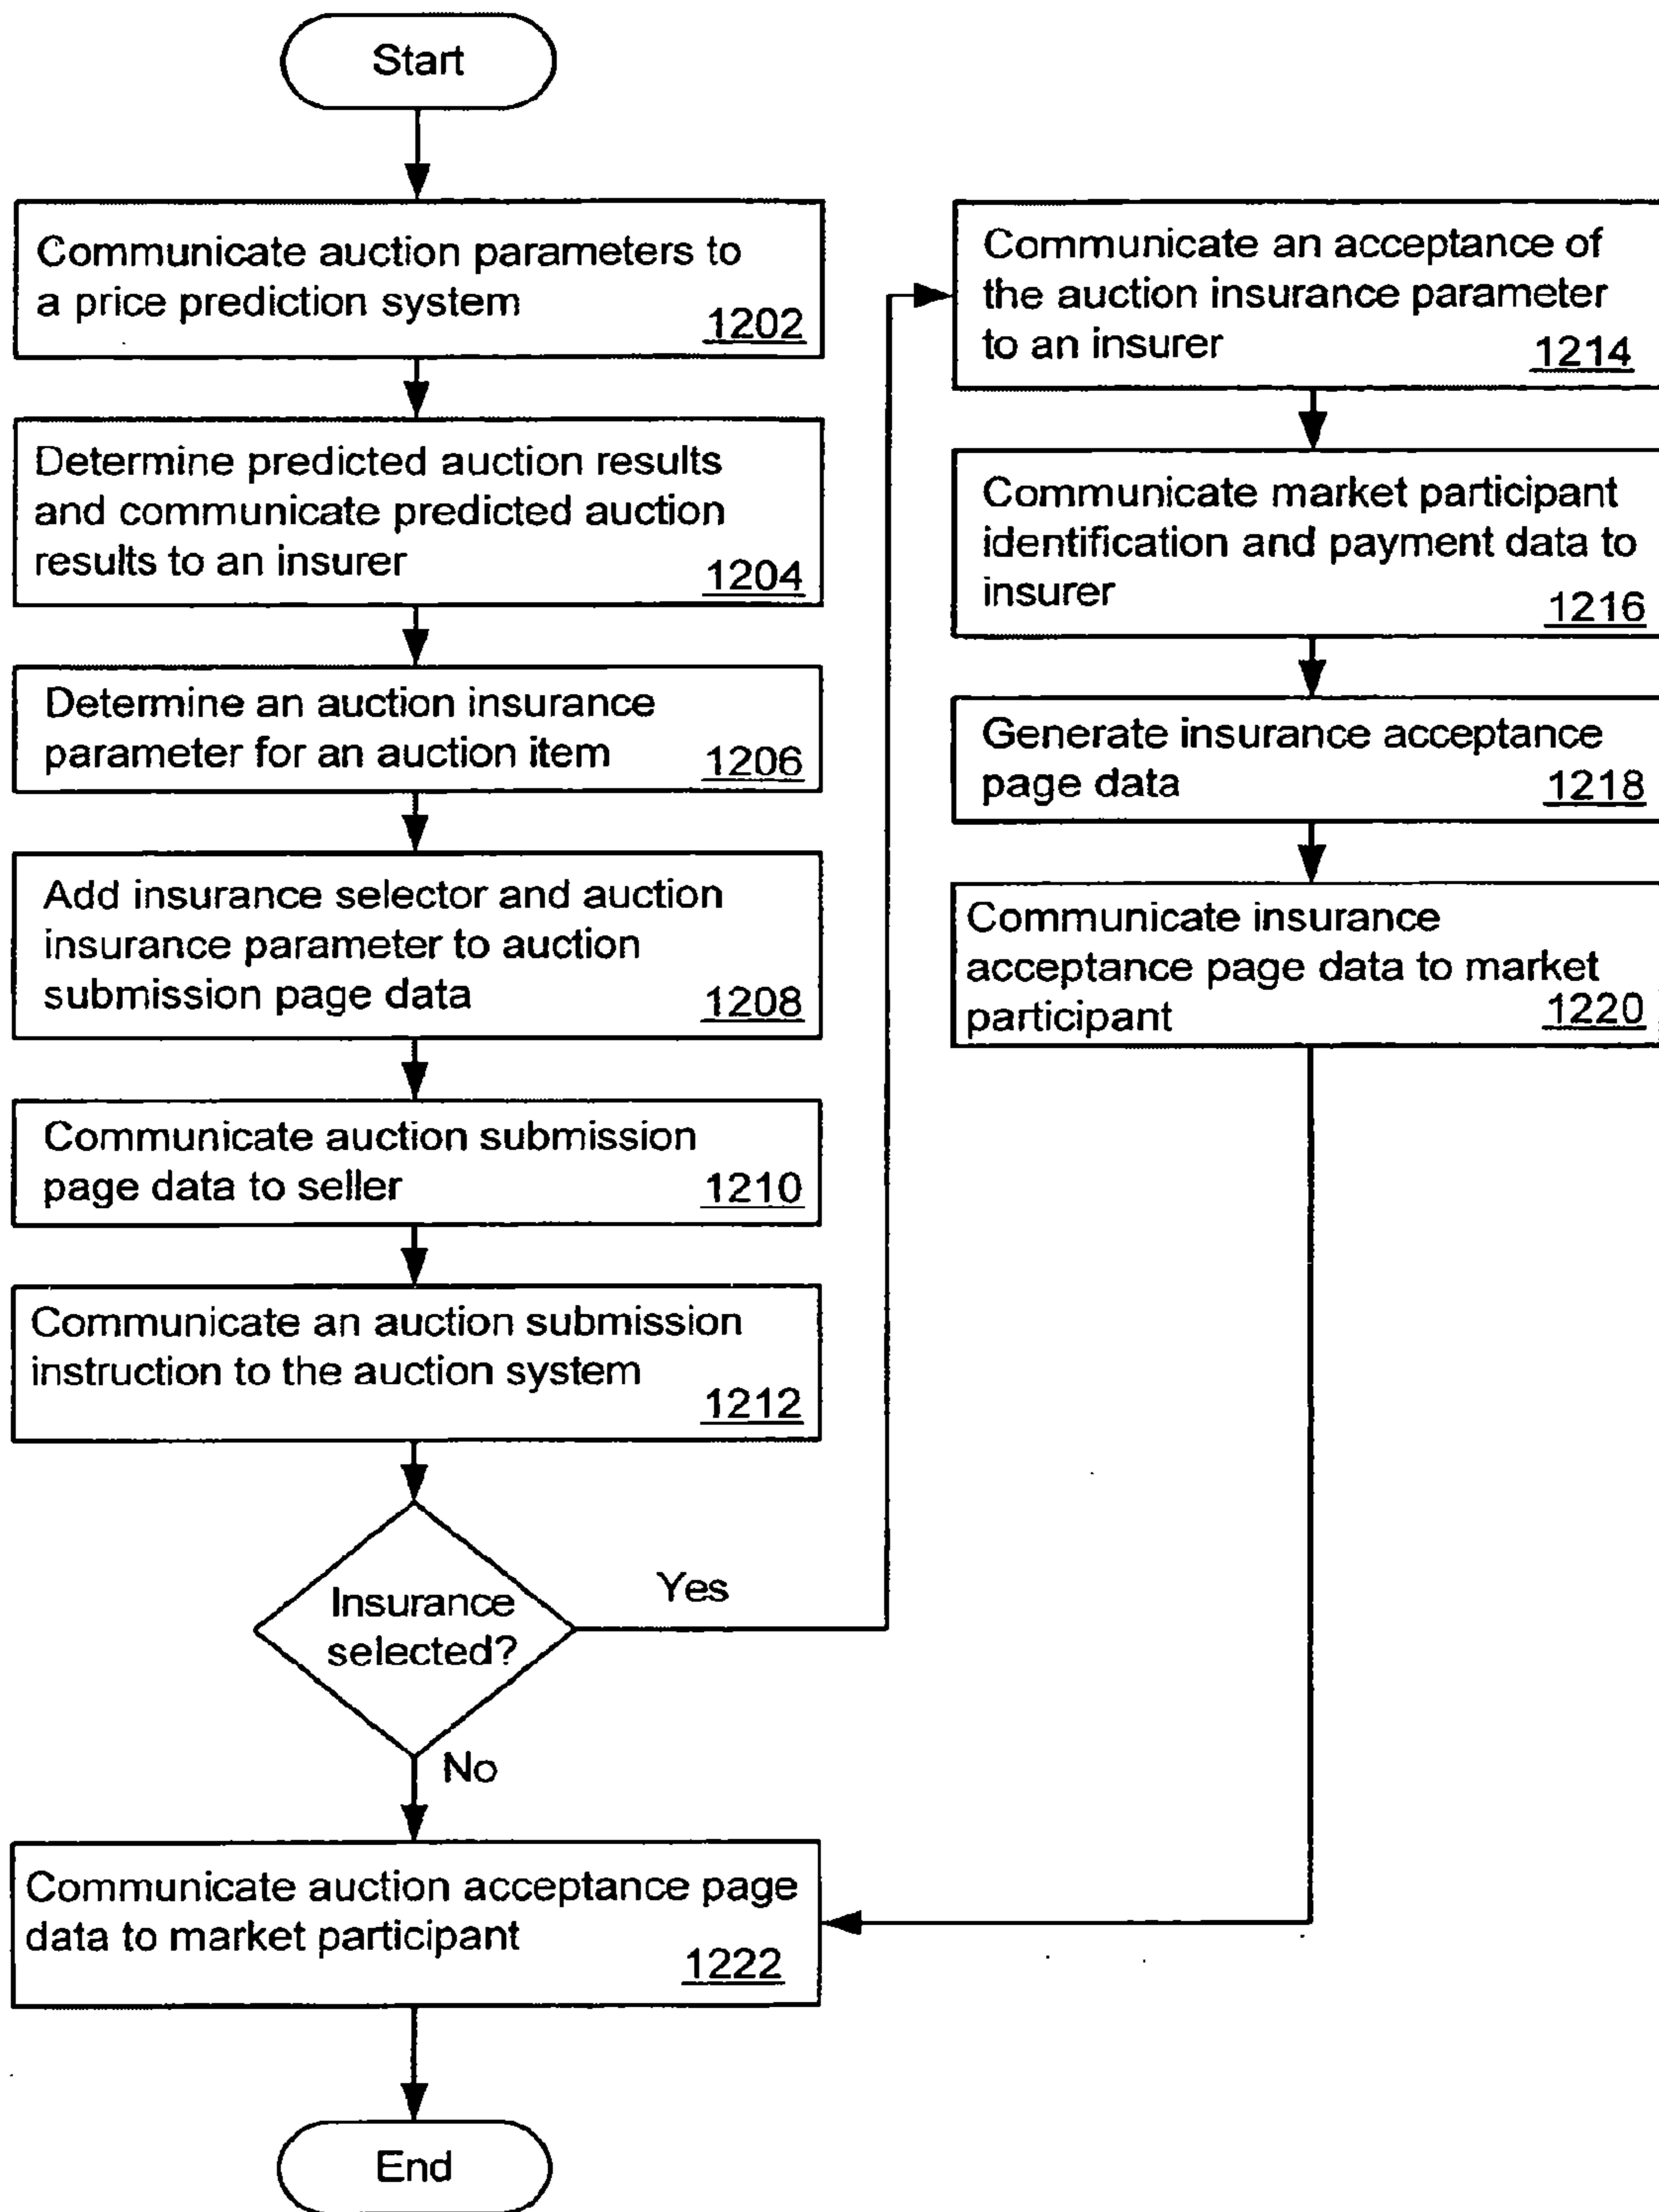 Start
Communicate auction parameters to
a price prediction system
1202
Determine predicted auction results
and communicate predicted auction
results to an insurer
1204
Determine an auction insurance
parameter for an auction item
1206
Add insurance selector and auction
insurance parameter to auction
submission page data
1208
Communicate auction submission
page data to seller
1210
Communicate an auction submission
instruction to the auction system
1212
Insurance
selected?
Yes
No
Communicate an acceptance of
the auction insurance parameter
to an insurer
1214
Communicate market participant
identification and payment data to
insurer
1216
Generate insurance acceptance
page data
1218
Communicate insurance
acceptance page data to market
participant
1220
Communicate auction acceptance page
data to market participant
1222
End